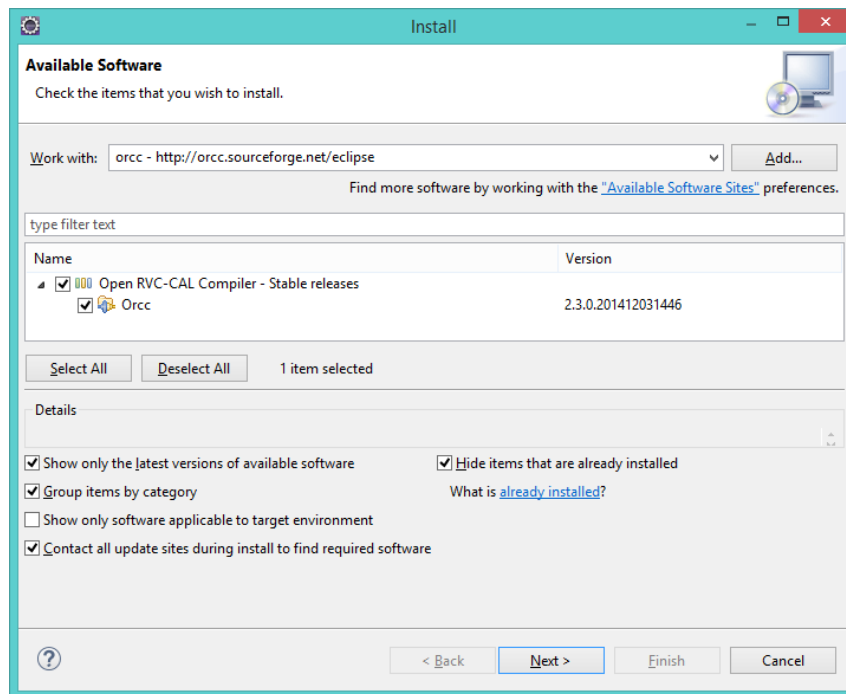 Install
Available Software
Check the items that you wish to install.
Work with: orcc - http://orcc.sourceforge.net/eclipse Add...
Find more software by working with the "Available Software Sites" preferences.
type filter text
Name Version
Open RVC-CAL Compiler - Stable releases
Orcc 2.3.0.201412031446
Select All Deselect All 1 item selected
Details
Show only the latest versions of available software Hide items that are already installed
Group items by category What is already installed?
Show only software applicable to target environment
Contact all update sites during install to find required software
? < Back Next > Finish Cancel